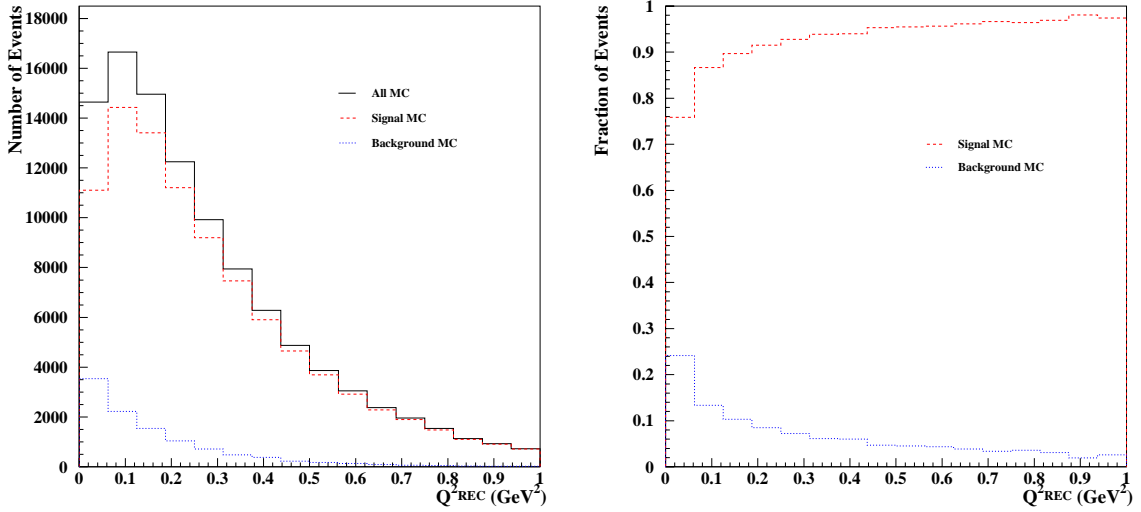 Number of Events
18000
16000
14000
12000
10000
8000
6000
4000
2000
0
All MC
Signal MC
Background MC
0 0.1 0.2 0.3 0.4 0.5 0.6 0.7 0.8 0.9 1
Q²ᴿᴱᶜ (GeV²)
Fraction of Events
1
0.9
0.8
0.7
0.6
0.5
0.4
0.3
0.2
0.1
0
Signal MC
Background MC
0 0.1 0.2 0.3 0.4 0.5 0.6 0.7 0.8 0.9 1
Q²ᴿᴱᶜ (GeV²)